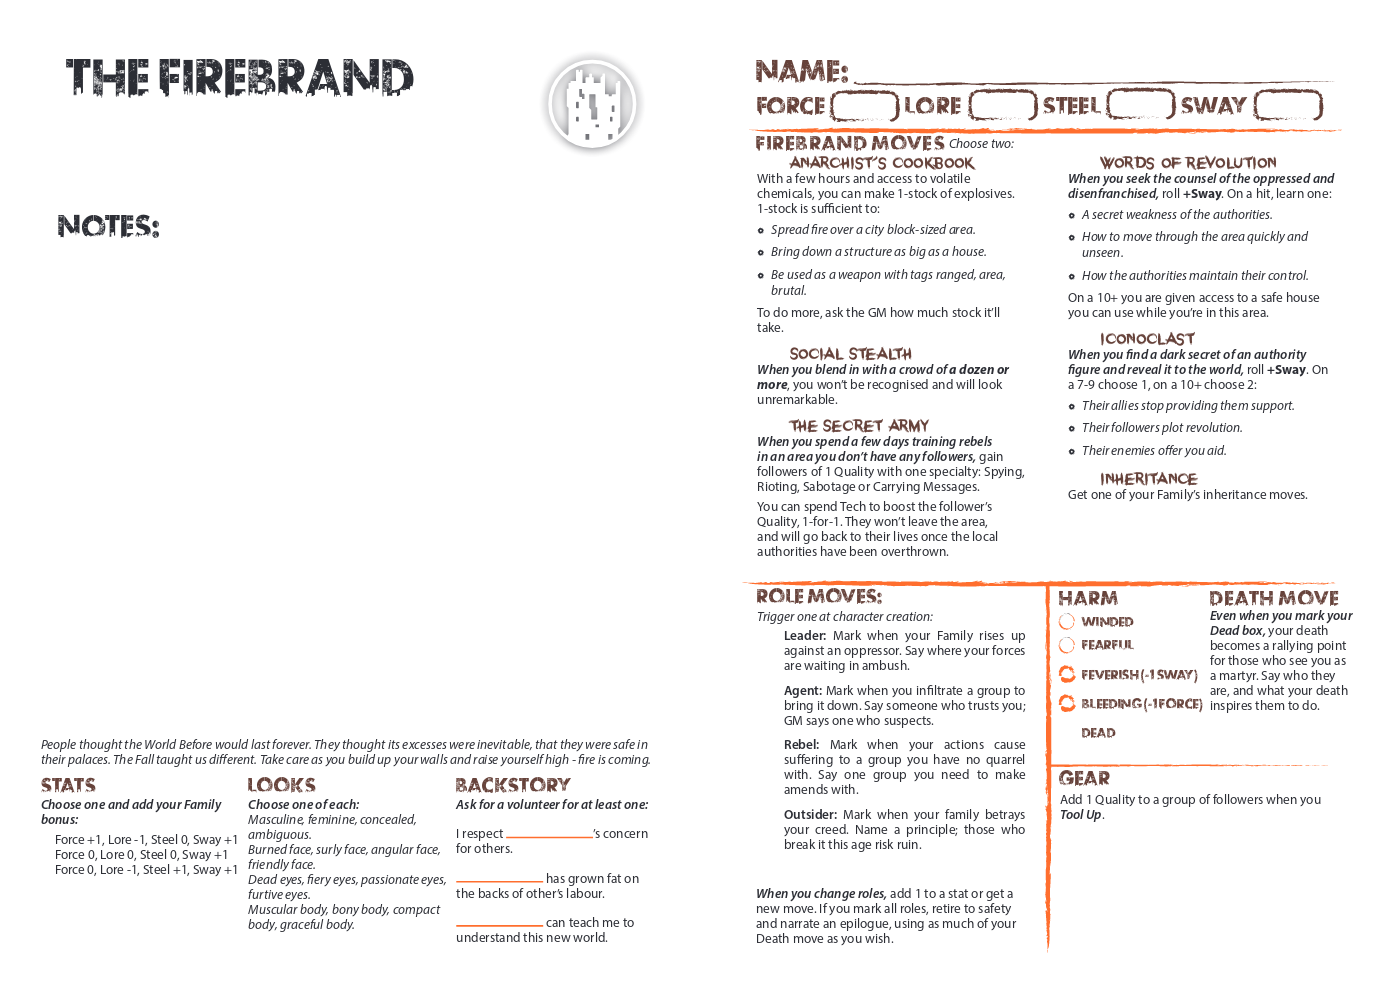 THE FIREBRAND
NOTES:
People thought the World Before would last forever. They thought its excesses were inevitable, that they were safe in
their palaces. The Fall taught us different. Take care as you build up your walls and raise yourself high - fire is coming.
STATS
Choose one and add your Family
bonus:
Force +1, Lore -1, Steel 0, Sway +1
Force 0, Lore 0, Steel 0, Sway +1
Force 0, Lore -1, Steel +1, Sway +1
LOOKS
Choose one of each:
Masculine, feminine, concealed,
ambiguous.
Burned face, surly face, angular face,
friendly face.
Dead eyes, fiery eyes, passionate eyes,
furtive eyes.
Muscular body, bony body, compact
body, graceful body.
BACKSTORY
Ask for a volunteer for at least one:
I respect ____________'s concern
for others.
____________ has grown fat on
the backs of other's labour.
____________ can teach me to
understand this new world.
NAME:
FORCE LORE STEEL SWAY
FIREBRAND MOVES Choose two:
ANARCHIST'S COOKBOOK
With a few hours and access to volatile
chemicals, you can make 1-stock of explosives.
1-stock is sufficient to:
Spread fire over a city block-sized area.
Bring down a structure as big as a house.
Be used as a weapon with tags ranged, area,
brutal.
To do more, ask the GM how much stock it'll
take.
SOCIAL STEALTH
When you blend in with a crowd of a dozen or
more, you won't be recognised and will look
unremarkable.
THE SECRET ARMY
When you spend a few days training rebels
in an area you don't have any followers, gain
followers of 1 Quality with one specialty: Spying,
Rioting, Sabotage or Carrying Messages.
You can spend Tech to boost the follower's
Quality, 1-for-1. They won't leave the area,
and will go back to their lives once the local
authorities have been overthrown.
WORDS OF REVOLUTION
When you seek the counsel of the oppressed and
disenfranchised, roll +Sway. On a hit, learn one:
A secret weakness of the authorities.
How to move through the area quickly and
unseen.
How the authorities maintain their control.
On a 10+ you are given access to a safe house
you can use while you're in this area.
ICONOCLAST
When you find a dark secret of an authority
figure and reveal it to the world, roll +Sway. On
a 7-9 choose 1, on a 10+ choose 2:
Their allies stop providing them support.
Their followers plot revolution.
Their enemies offer you aid.
INHERITANCE
Get one of your Family's inheritance moves.
ROLE MOVES:
Trigger one at character creation:
Leader: Mark when your Family rises up
against an oppressor. Say where your forces
are waiting in ambush.
Agent: Mark when you infiltrate a group to
bring it down. Say someone who trusts you;
GM says one who suspects.
Rebel: Mark when your actions cause
suffering to a group you have no quarrel
with. Say one group you need to make
amends with.
Outsider: Mark when your family betrays
your creed. Name a principle; those who
break it this age risk ruin.
When you change roles, add 1 to a stat or get a
new move. If you mark all roles, retire to safety
and narrate an epilogue, using as much of your
Death move as you wish.
HARM
WINDED
FEARFUL
FEVERISH (-1 SWAY)
BLEEDING (-1 FORCE)
DEAD
DEATH MOVE
Even when you mark your
Dead box, your death
becomes a rallying point
for those who see you as
a martyr. Say who they
are, and what your death
inspires them to do.
GEAR
Add 1 Quality to a group of followers when you
Tool Up.